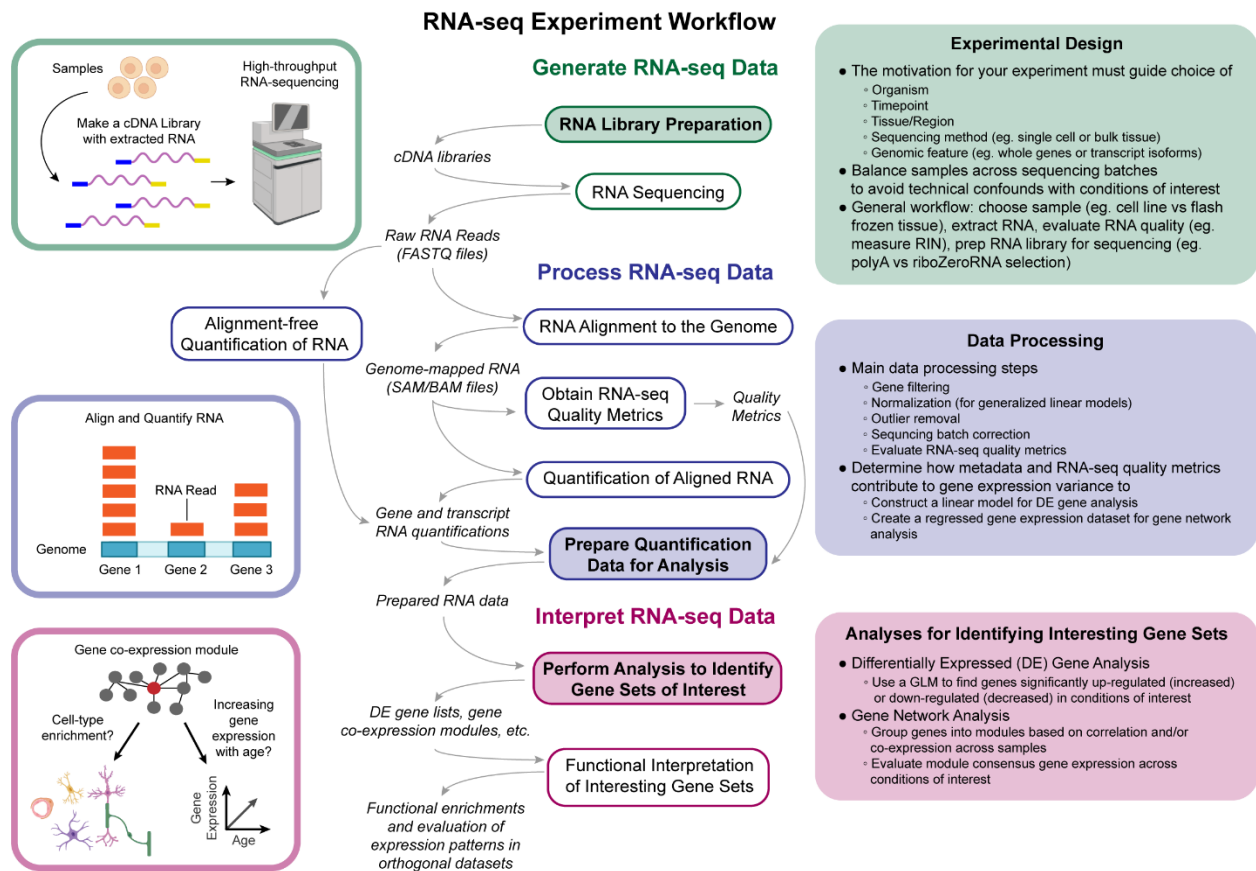 RNA-seq Experiment Workflow
Samples
High-throughput
RNA-sequencing
Make a cDNA Library
with extracted RNA
Generate RNA-seq Data
RNA Library Preparation
cDNA libraries
RNA Sequencing
Raw RNA Reads
(FASTQ files)
Experimental Design
● The motivation for your experiment must guide choice of
◦ Organism
◦ Timepoint
◦ Tissue/Region
◦ Sequencing method (eg. single cell or bulk tissue)
◦ Genomic feature (eg. whole genes or transcript isoforms)
● Balance samples across sequencing batches
to avoid technical confounds with conditions of interest
● General workflow: choose sample (eg. cell line vs flash
frozen tissue), extract RNA, evaluate RNA quality (eg.
measure RIN), prep RNA library for sequencing (eg.
polyA vs riboZeroRNA selection)
Process RNA-seq Data
Alignment-free
Quantification of RNA
RNA Alignment to the Genome
Genome-mapped RNA
(SAM/BAM files)
Obtain RNA-seq
Quality Metrics
Quality
Metrics
Quantification of Aligned RNA
Gene and transcript
RNA quantifications
Prepare Quantification
Data for Analysis
Prepared RNA data
Align and Quantify RNA
RNA Read
Genome
Gene 1
Gene 2
Gene 3
Data Processing
● Main data processing steps
◦ Gene filtering
◦ Normalization (for generalized linear models)
◦ Outlier removal
◦ Sequncing batch correction
◦ Evaluate RNA-seq quality metrics
● Determine how metadata and RNA-seq quality metrics
contribute to gene expression variance to
◦ Construct a linear model for DE gene analysis
◦ Create a regressed gene expression dataset for gene network
analysis
Interpret RNA-seq Data
Perform Analysis to Identify
Gene Sets of Interest
DE gene lists, gene
co-expression modules, etc.
Functional Interpretation
of Interesting Gene Sets
Functional enrichments
and evaluation of
expression patterns in
orthogonal datasets
Gene co-expression module
Cell-type
enrichment?
Increasing
gene
expression
with age?
Gene
Expression
Age
Analyses for Identifying Interesting Gene Sets
● Differentially Expressed (DE) Gene Analysis
◦ Use a GLM to find genes significantly up-regulated (increased)
or down-regulated (decreased) in conditions of interest
● Gene Network Analysis
◦ Group genes into modules based on correlation and/or
co-expression across samples
◦ Evaluate module consensus gene expression across
conditions of interest